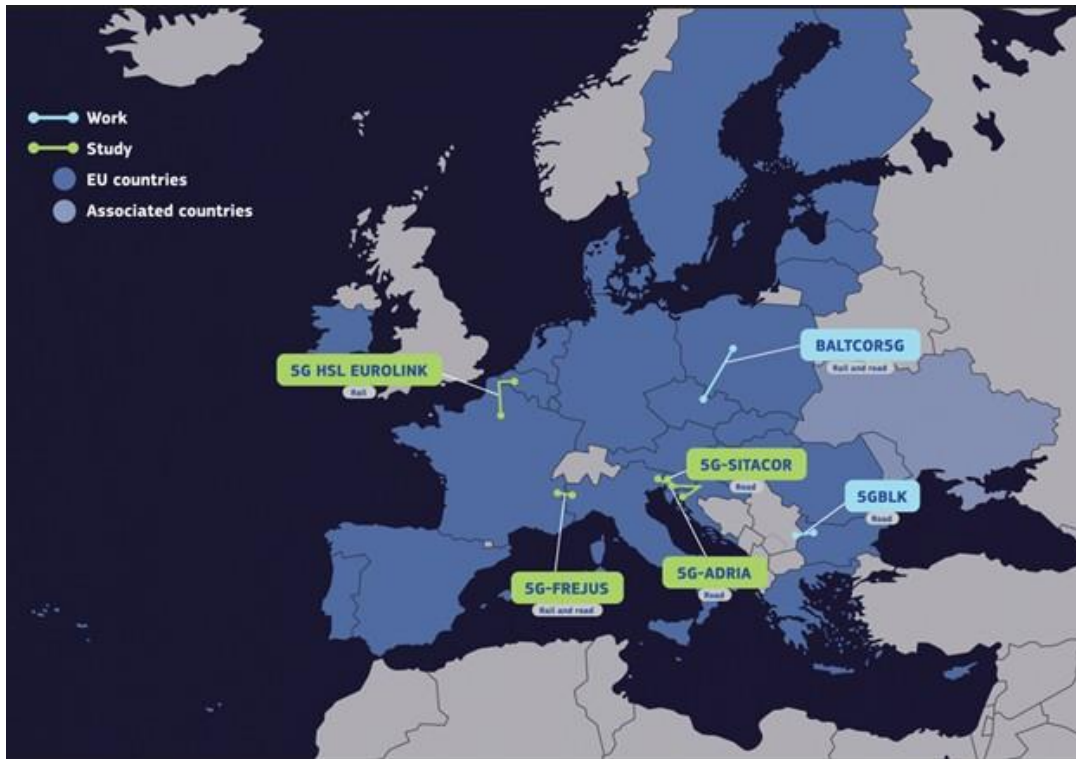 Work
Study
EU countries
Associated countries
BALTCOR5G
Rail and road
5G HSL EUROLINK
Rail
5G-SITACOR
Road
5GBLK
Road
5G-ADRIA
Road
5G-FREJUS
Rail and road